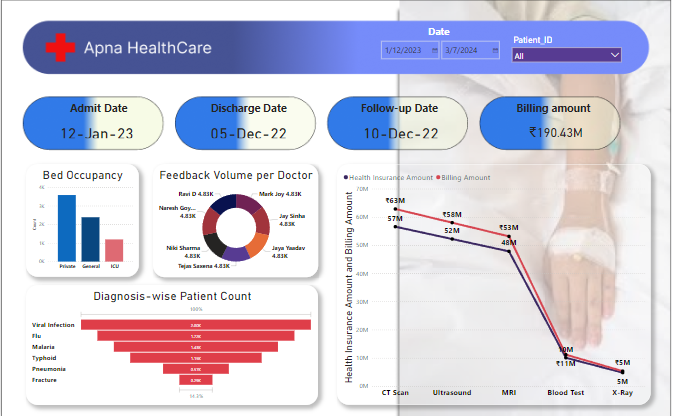 Apna HealthCare
Date
1/12/2023
3/7/2024
Patient_ID
All
Admit Date
12-Jan-23
Discharge Date
05-Dec-22
Follow-up Date
10-Dec-22
Billing amount
₹190.43M
Bed Occupancy
Count
4K
3K
2K
1K
0K
Private
General
ICU
Feedback Volume per Doctor
Ravi D 4.83K
Mark Joy 4.83K
Naresh Goy...
4.83K
Jay Sinha
4.83K
Niki Sharma
4.83K
Jaya Yaadav
4.83K
Tejas Saxena 4.83K
Diagnosis-wise Patient Count
100%
Viral Infection
Flu
Malaria
Typhoid
Pneumonia
Fracture
Health Insurance Amount
Billing Amount
Health Insurance Amount and Billing Amount
70M
60M
50M
40M
30M
20M
10M
0M
₹63M
57M
₹58M
52M
₹53M
48M
10M
₹11M
₹5M
5M
CT Scan
Ultrasound
MRI
Blood Test
X-Ray